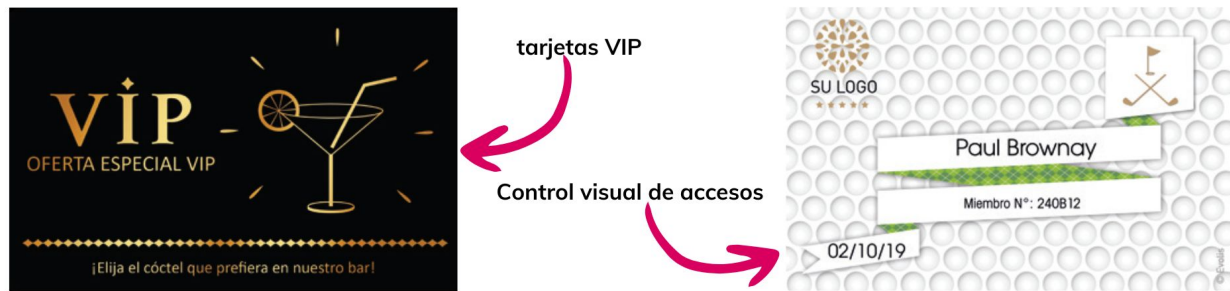 VIP
OFERTA ESPECIAL VIP
¡Elija el cóctel que prefiera en nuestro bar!
tarjetas VIP
Control visual de accesos
SU LOGO
Paul Brownay
Miembro N°: 240B12
02/10/19
© Evolis